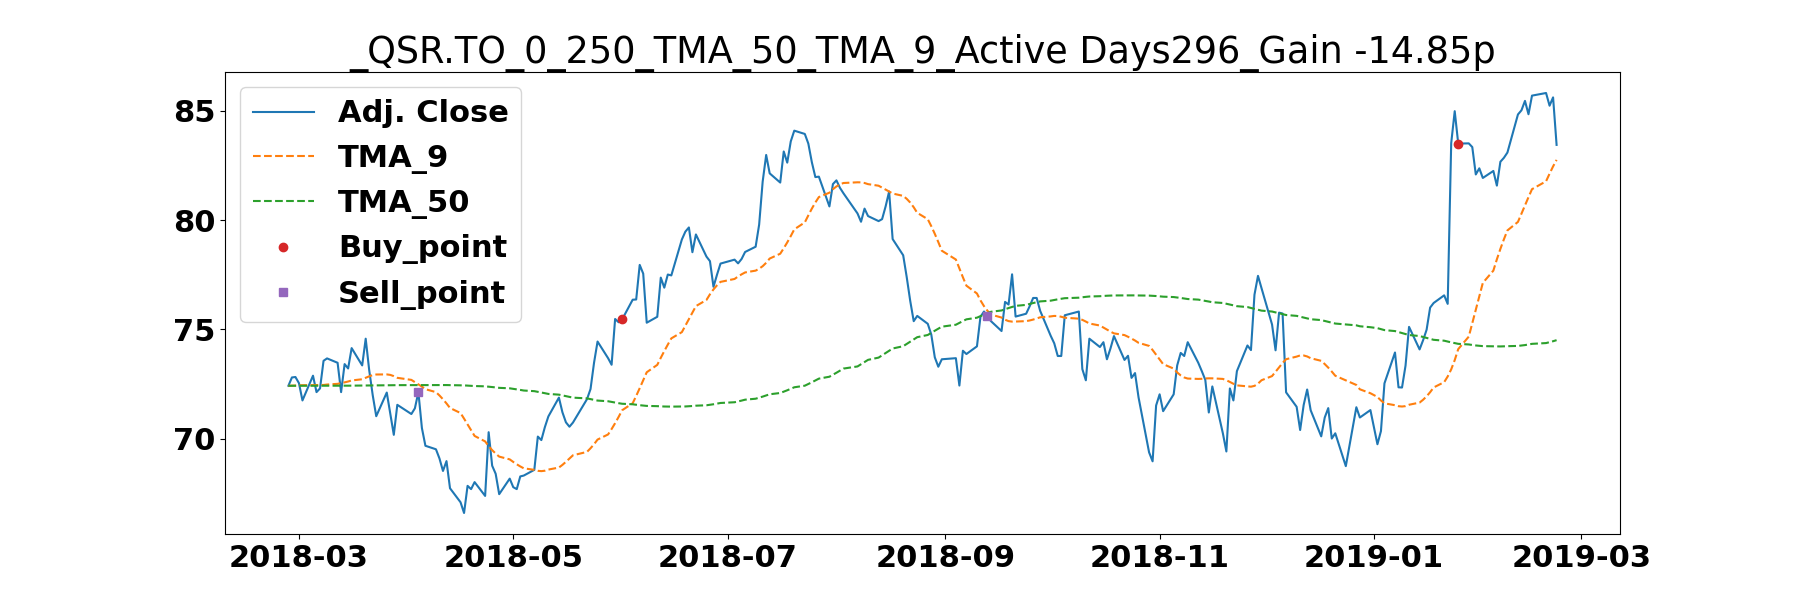 _QSR.TO_0_250_TMA_50_TMA_9_Active Days296_Gain -14.85p
Adj. Close
TMA_9
TMA_50
Buy_point
Sell_point
85
80
75
70
2018-03 2018-05 2018-07 2018-09 2018-11 2019-01 2019-03